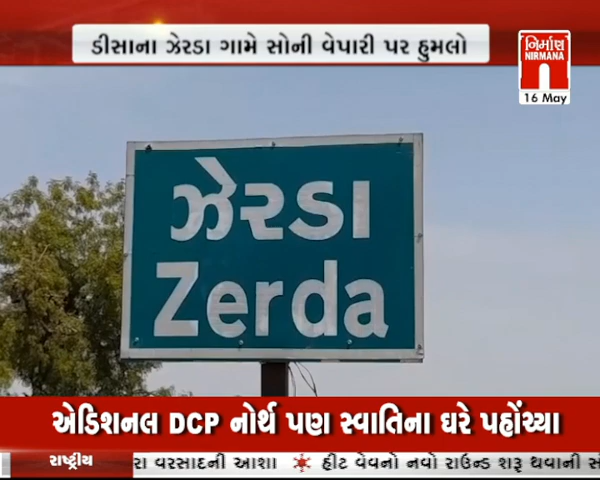 ડીસાના ઝેરડા ગામે સોની વેપારી પર હુમલો
નિર્માણ
NIRMANA
16 May
ઝેરડા
Zerda
એડિશનલ DCP નોર્થ પણ સ્વાતિના ઘરે પહોંચ્યા
રાષ્ટ્રીય
રા વરસાદની આશા હીટ વેવનો નવો રાઉન્ડ શરૂ થવાની